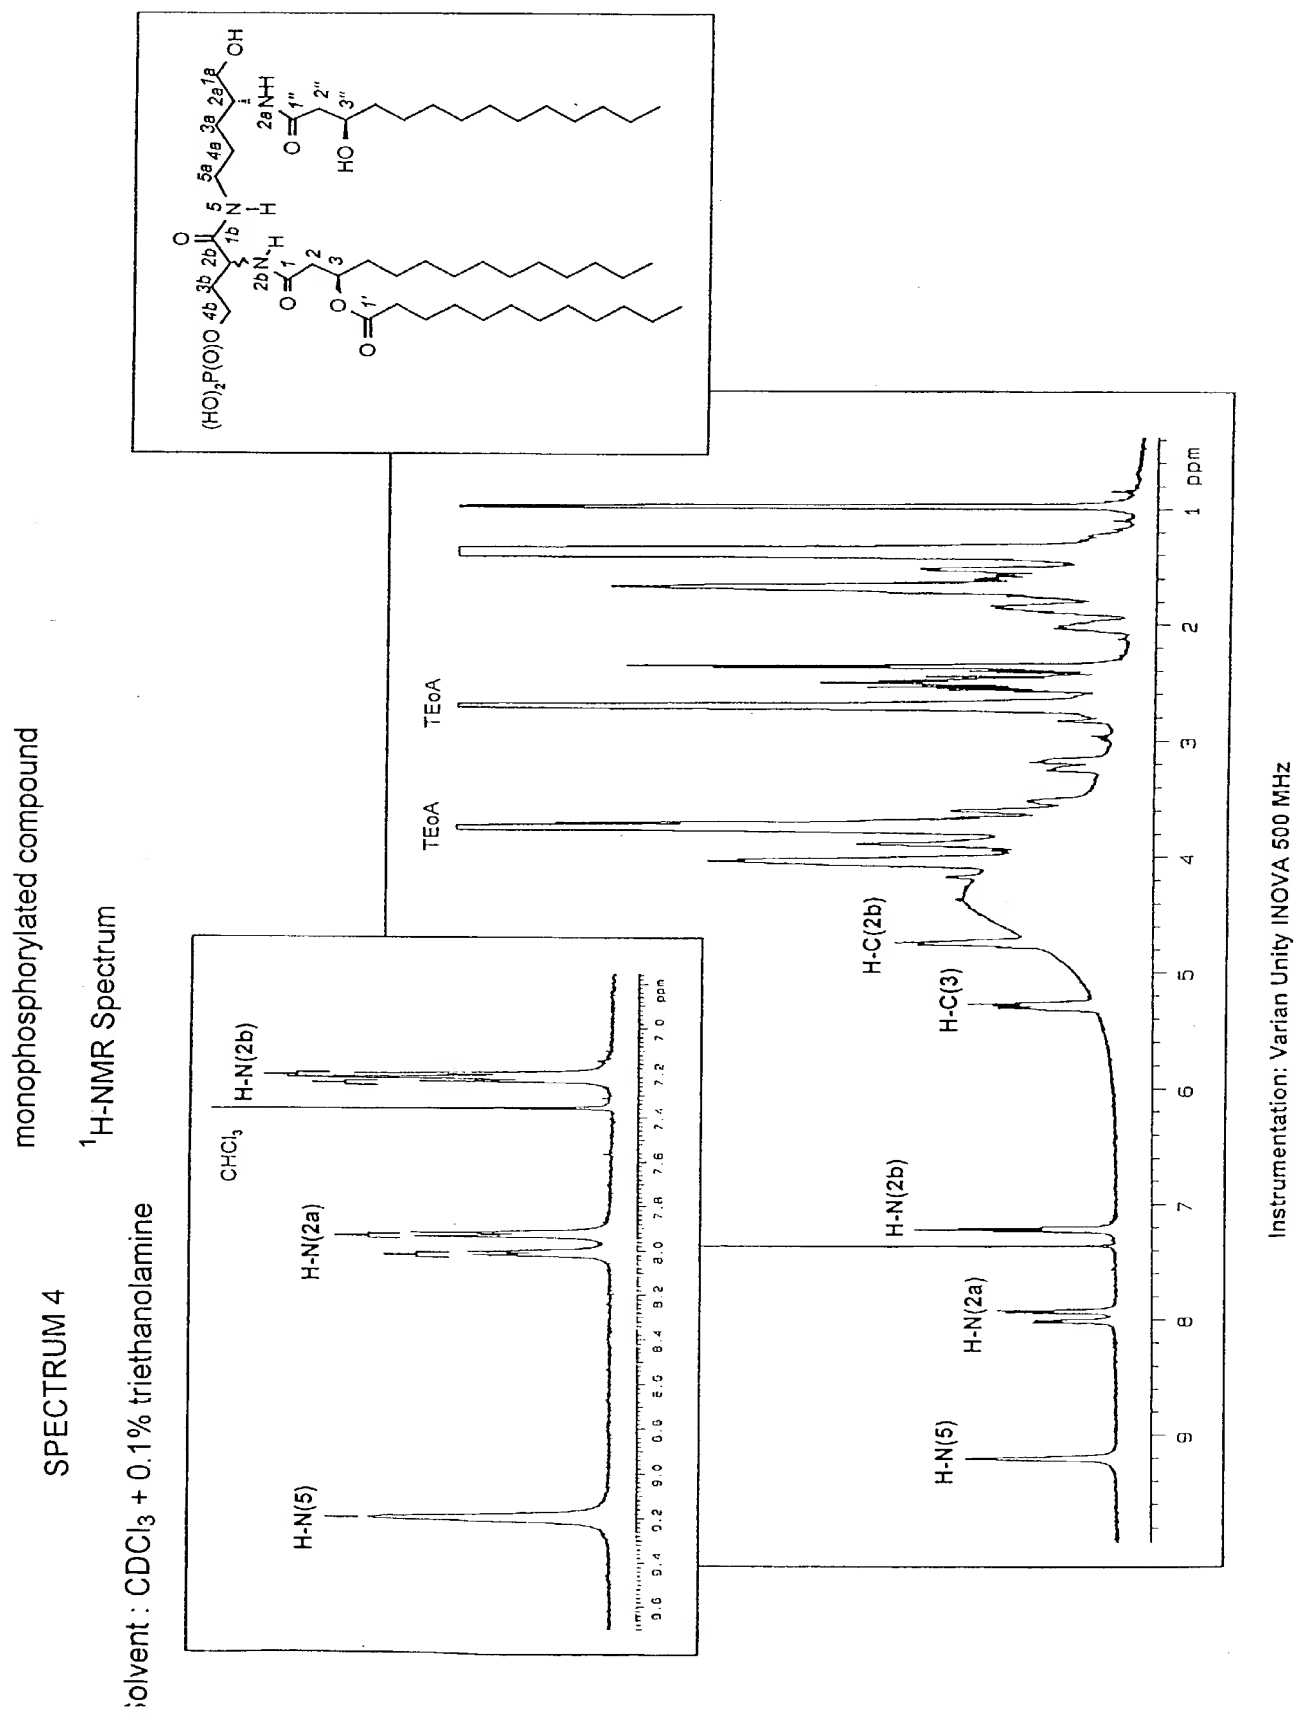 SPECTRUM 4
monophosphorylated compound
¹H-NMR Spectrum
olvent : CDCl₃ + 0.1% triethanolamine
(HO)₂P(O)O 4b 3b 2b 1b 5 5a 4a 3a 2a 1a OH
O
N-H
2b N-H
2a N-H
O 1 2 3
O 1" 2" 3"
HO
O 1'
O
H-N(5)
H-N(2a)
CHCl₃
H-N(2b)
9.6 9.4 9.2 9.0 8.8 8.6 8.4 8.2 8.0 7.8 7.6 7.4 7.2 7.0 ppm
H-N(5)
H-N(2a)
H-N(2b)
H-C(3)
H-C(2b)
TEoA
TEoA
9 8 7 6 5 4 3 2 1 ppm
Instrumentation: Varian Unity INOVA 500 MHz